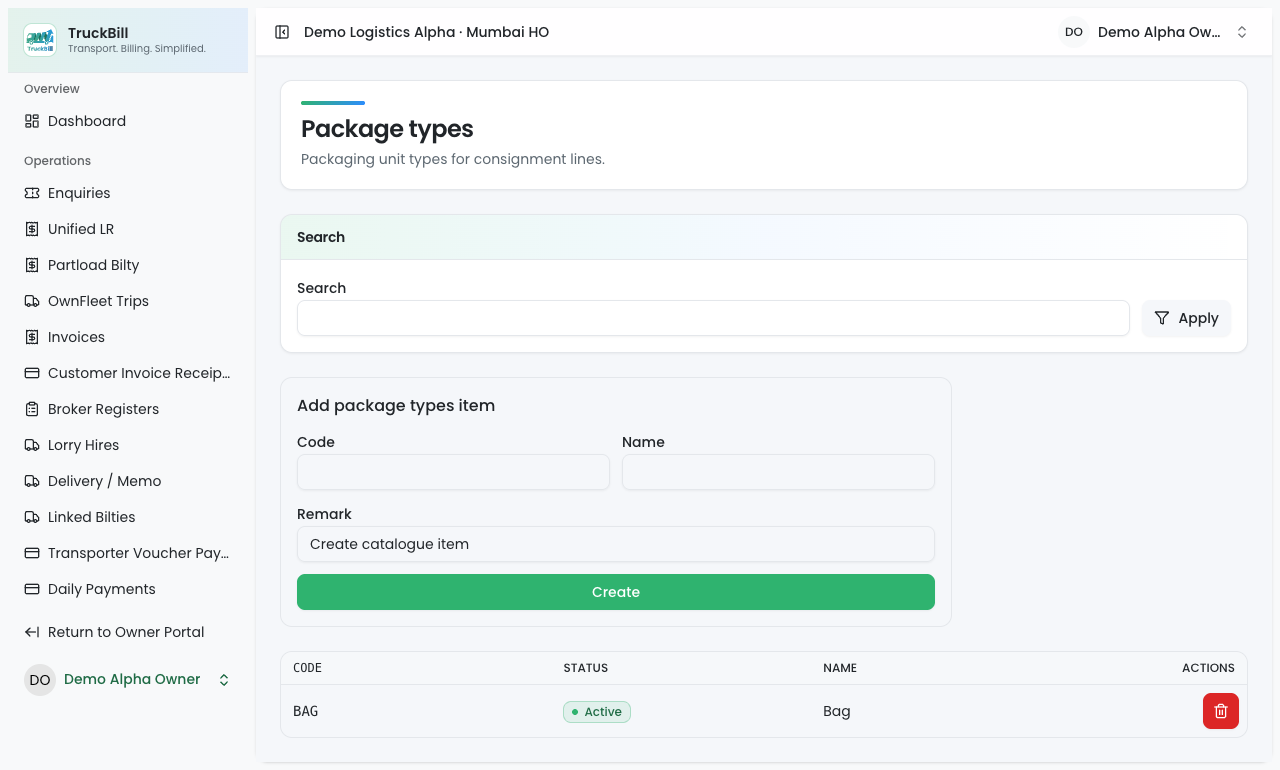 TruckBill
Transport. Billing. Simplified.
Overview
Dashboard
Operations
Enquiries
Unified LR
Partload Bilty
OwnFleet Trips
Invoices
Customer Invoice Receip…
Broker Registers
Lorry Hires
Delivery / Memo
Linked Bilties
Transporter Voucher Pay…
Daily Payments
Return to Owner Portal
DO Demo Alpha Owner
Demo Logistics Alpha · Mumbai HO
DO Demo Alpha Ow…
Package types
Packaging unit types for consignment lines.
Search
Search
Apply
Add package types item
Code Name
Remark
Create catalogue item
Create
CODE STATUS NAME ACTIONS
BAG Active Bag